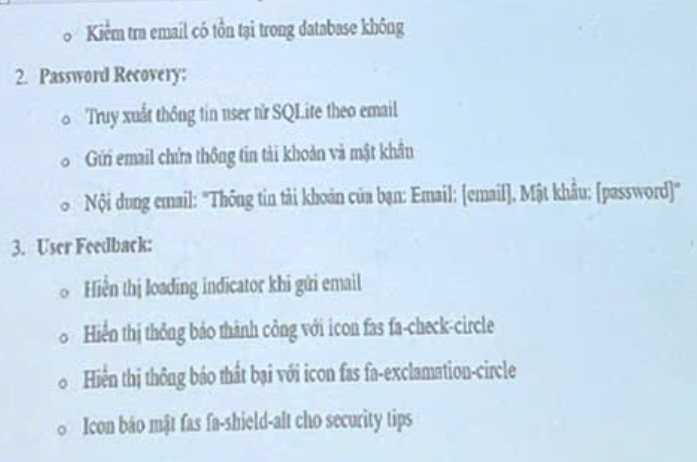 Kiểm tra email có tồn tại trong database không
2. Password Recovery:
Truy xuất thông tin user từ SQLite theo email
Gửi email chứa thông tin tài khoản và mật khẩu
Nội dung email: "Thông tin tài khoản của bạn: Email: [email], Mật khẩu: [password]"
3. User Feedback:
Hiển thị loading indicator khi gửi email
Hiển thị thông báo thành công với icon fas fa-check-circle
Hiển thị thông báo thất bại với icon fas fa-exclamation-circle
Icon bảo mật fas fa-shield-alt cho security tips